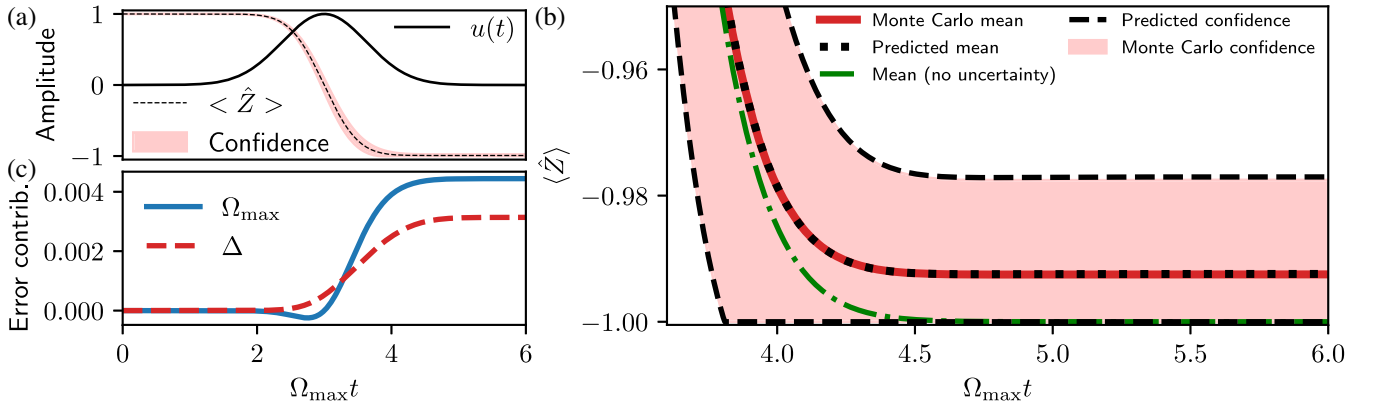 (a)
1
0
−1
Amplitude
u(t)
< Ẑ >
Confidence
(c)
0.004
0.002
0.000
Error contrib.
Ω_max
Δ
0
2
4
6
Ω_max t
(b)
Monte Carlo mean
Predicted mean
Mean (no uncertainty)
Predicted confidence
Monte Carlo confidence
−0.96
−0.98
−1.00
⟨Ẑ⟩
4.0
4.5
5.0
5.5
6.0
Ω_max t